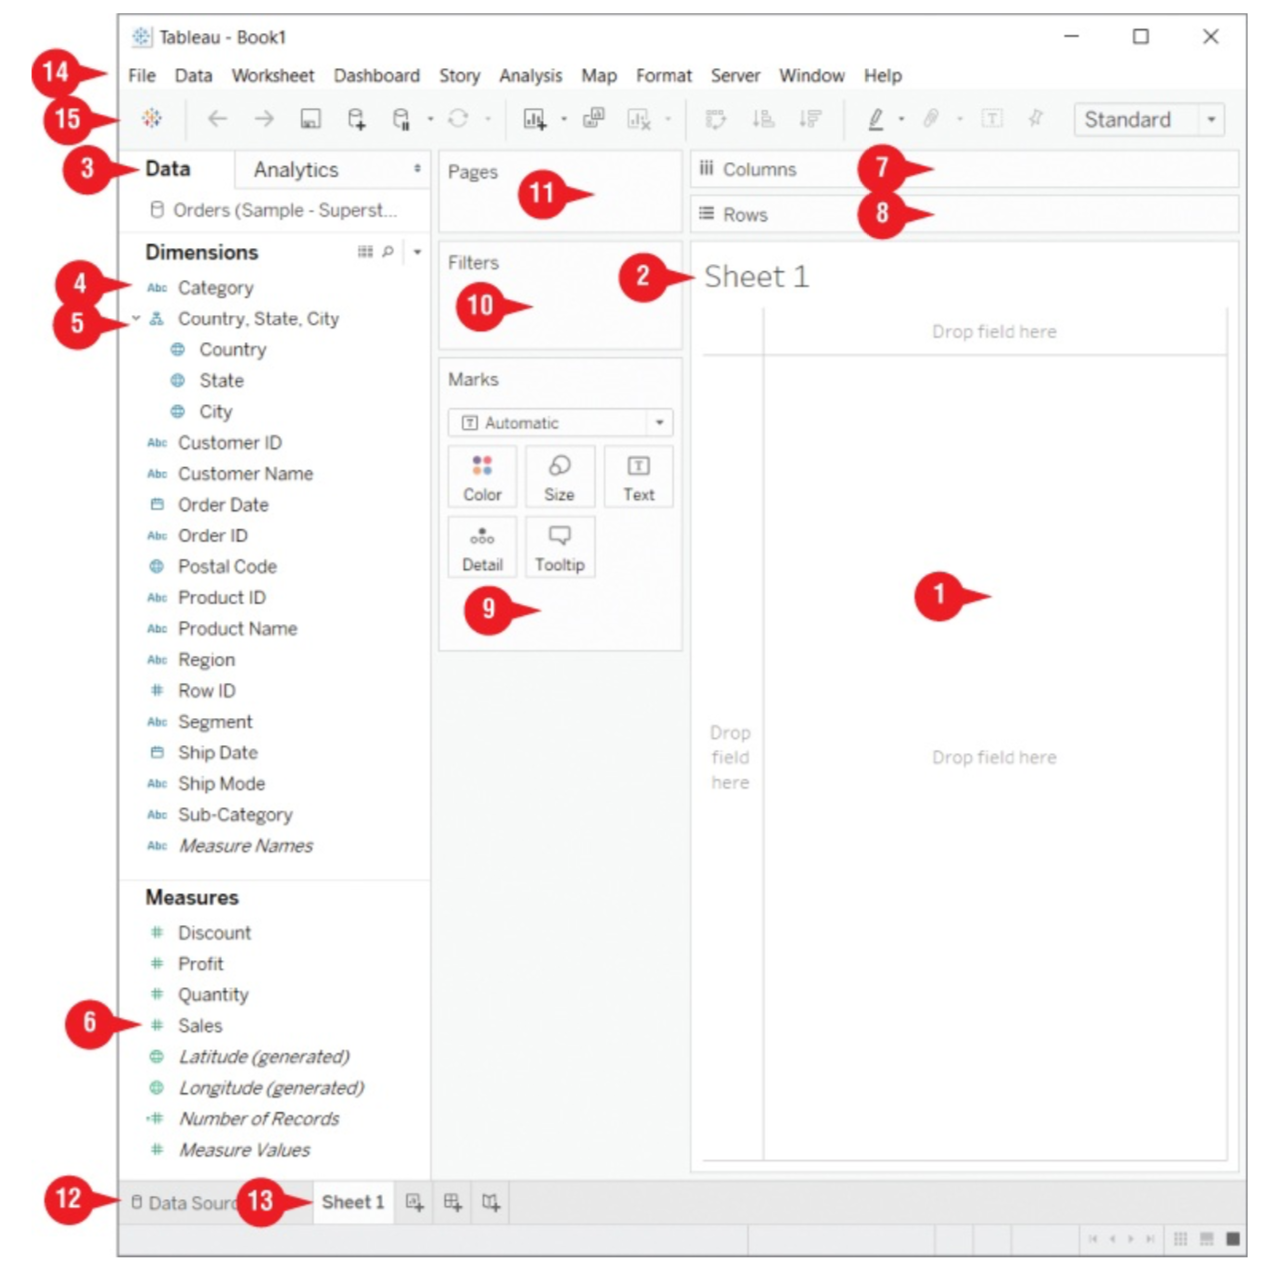 Tableau - Book1
14
File Data Worksheet Dashboard Story Analysis Map Format Server Window Help
15
Standard
3
Data Analytics
Orders (Sample - Superst...
Dimensions
4
Abc Category
5
Country, State, City
Country
State
City
Abc Customer ID
Abc Customer Name
Order Date
Abc Order ID
Postal Code
Abc Product ID
Abc Product Name
Abc Region
# Row ID
Abc Segment
Ship Date
Abc Ship Mode
Abc Sub-Category
Abc Measure Names
Measures
# Discount
# Profit
# Quantity
6
# Sales
Latitude (generated)
Longitude (generated)
# Number of Records
# Measure Values
Pages
11
Filters
10
Marks
T Automatic
Color Size Text
Detail Tooltip
9
Columns
7
Rows
8
2
Sheet 1
Drop field here
1
Drop
field
here
Drop field here
12
Data Sour
13
Sheet 1